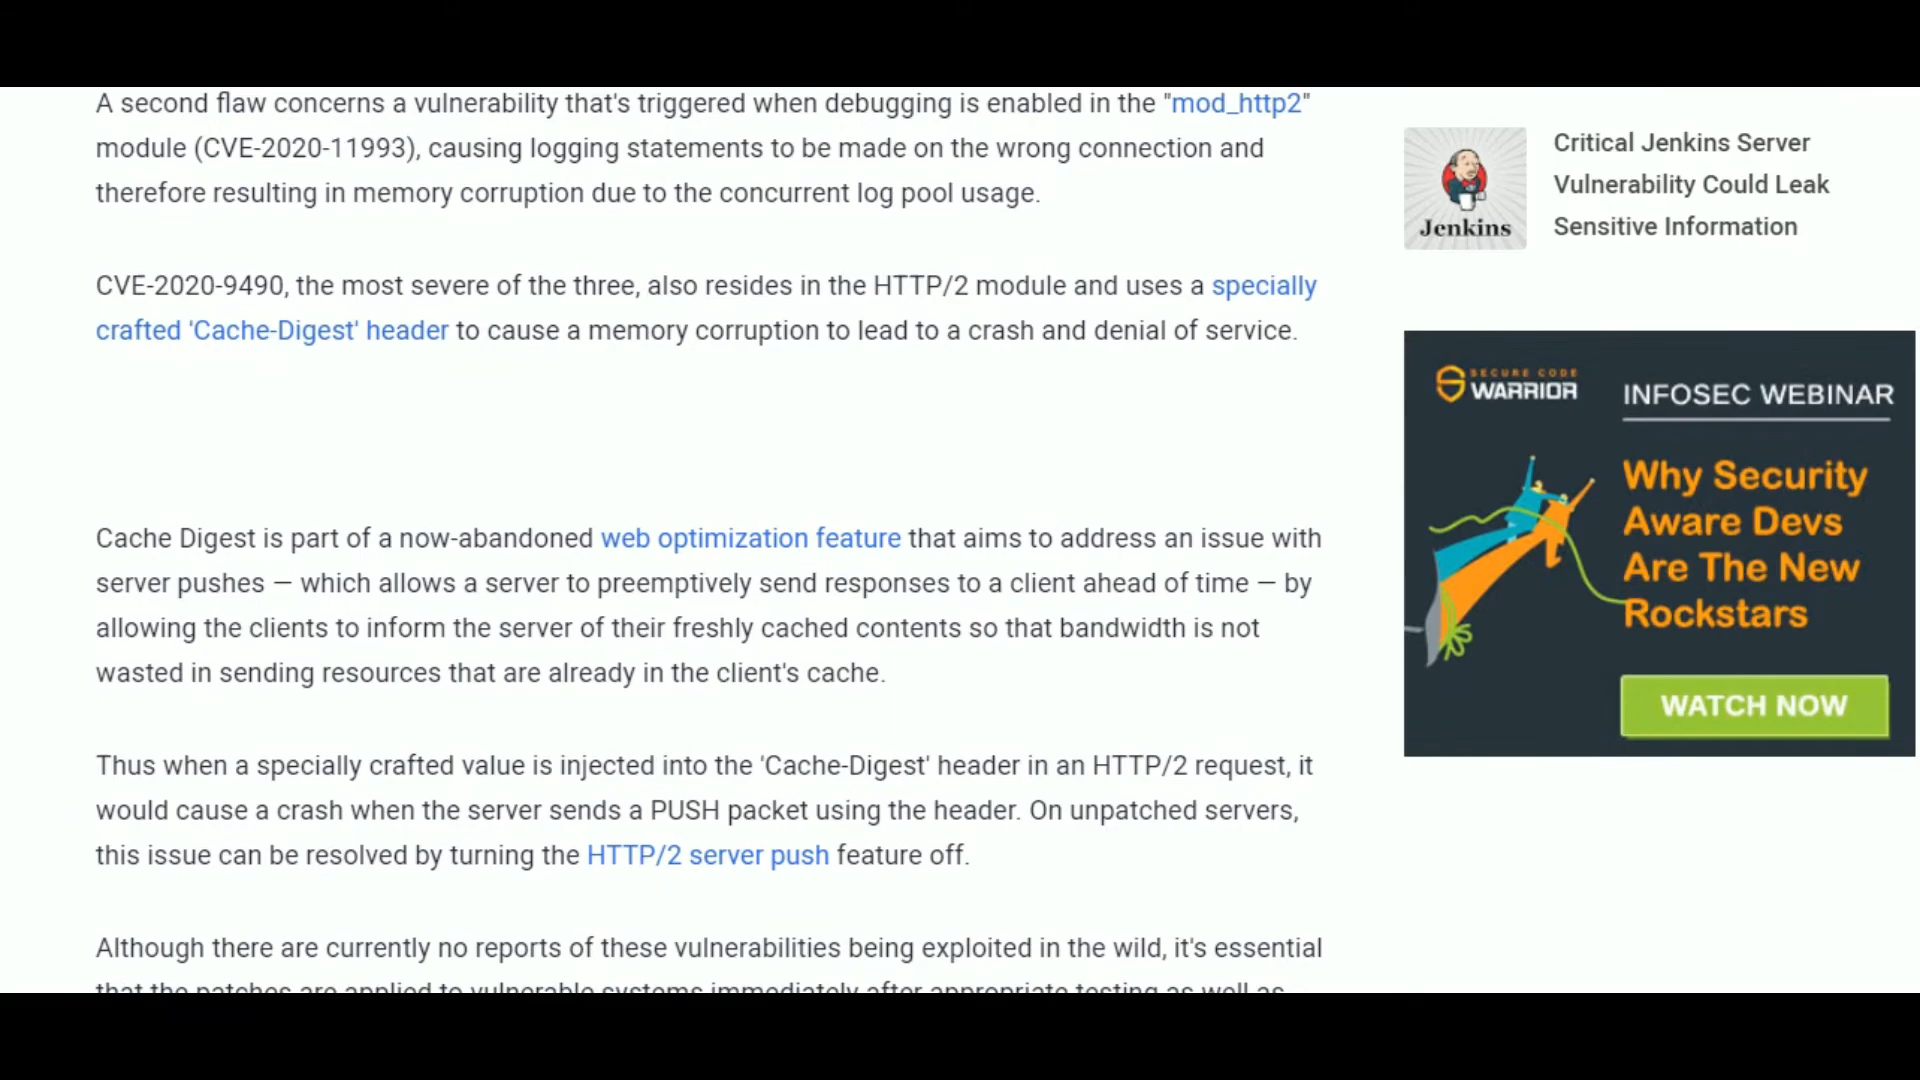 A second flaw concerns a vulnerability that's triggered when debugging is enabled in the "mod_http2"
module (CVE-2020-11993), causing logging statements to be made on the wrong connection and
therefore resulting in memory corruption due to the concurrent log pool usage.
CVE-2020-9490, the most severe of the three, also resides in the HTTP/2 module and uses a specially
crafted 'Cache-Digest' header to cause a memory corruption to lead to a crash and denial of service.
Cache Digest is part of a now-abandoned web optimization feature that aims to address an issue with
server pushes — which allows a server to preemptively send responses to a client ahead of time — by
allowing the clients to inform the server of their freshly cached contents so that bandwidth is not
wasted in sending resources that are already in the client's cache.
Thus when a specially crafted value is injected into the 'Cache-Digest' header in an HTTP/2 request, it
would cause a crash when the server sends a PUSH packet using the header. On unpatched servers,
this issue can be resolved by turning the HTTP/2 server push feature off.
Although there are currently no reports of these vulnerabilities being exploited in the wild, it's essential
that the patches are applied to vulnerable systems immediately after appropriate testing as well as
Jenkins
Critical Jenkins Server
Vulnerability Could Leak
Sensitive Information
SECURE CODE
WARRIOR
INFOSEC WEBINAR
Why Security
Aware Devs
Are The New
Rockstars
WATCH NOW